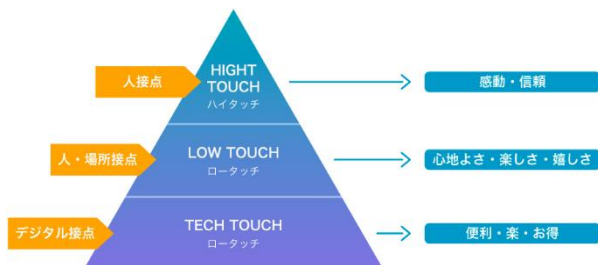 人接点
HIGHT
TOUCH
ハイタッチ
感動・信頼
人・場所接点
LOW TOUCH
ロータッチ
心地よさ・楽しさ・嬉しさ
デジタル接点
TECH TOUCH
ロータッチ
便利・楽・お得